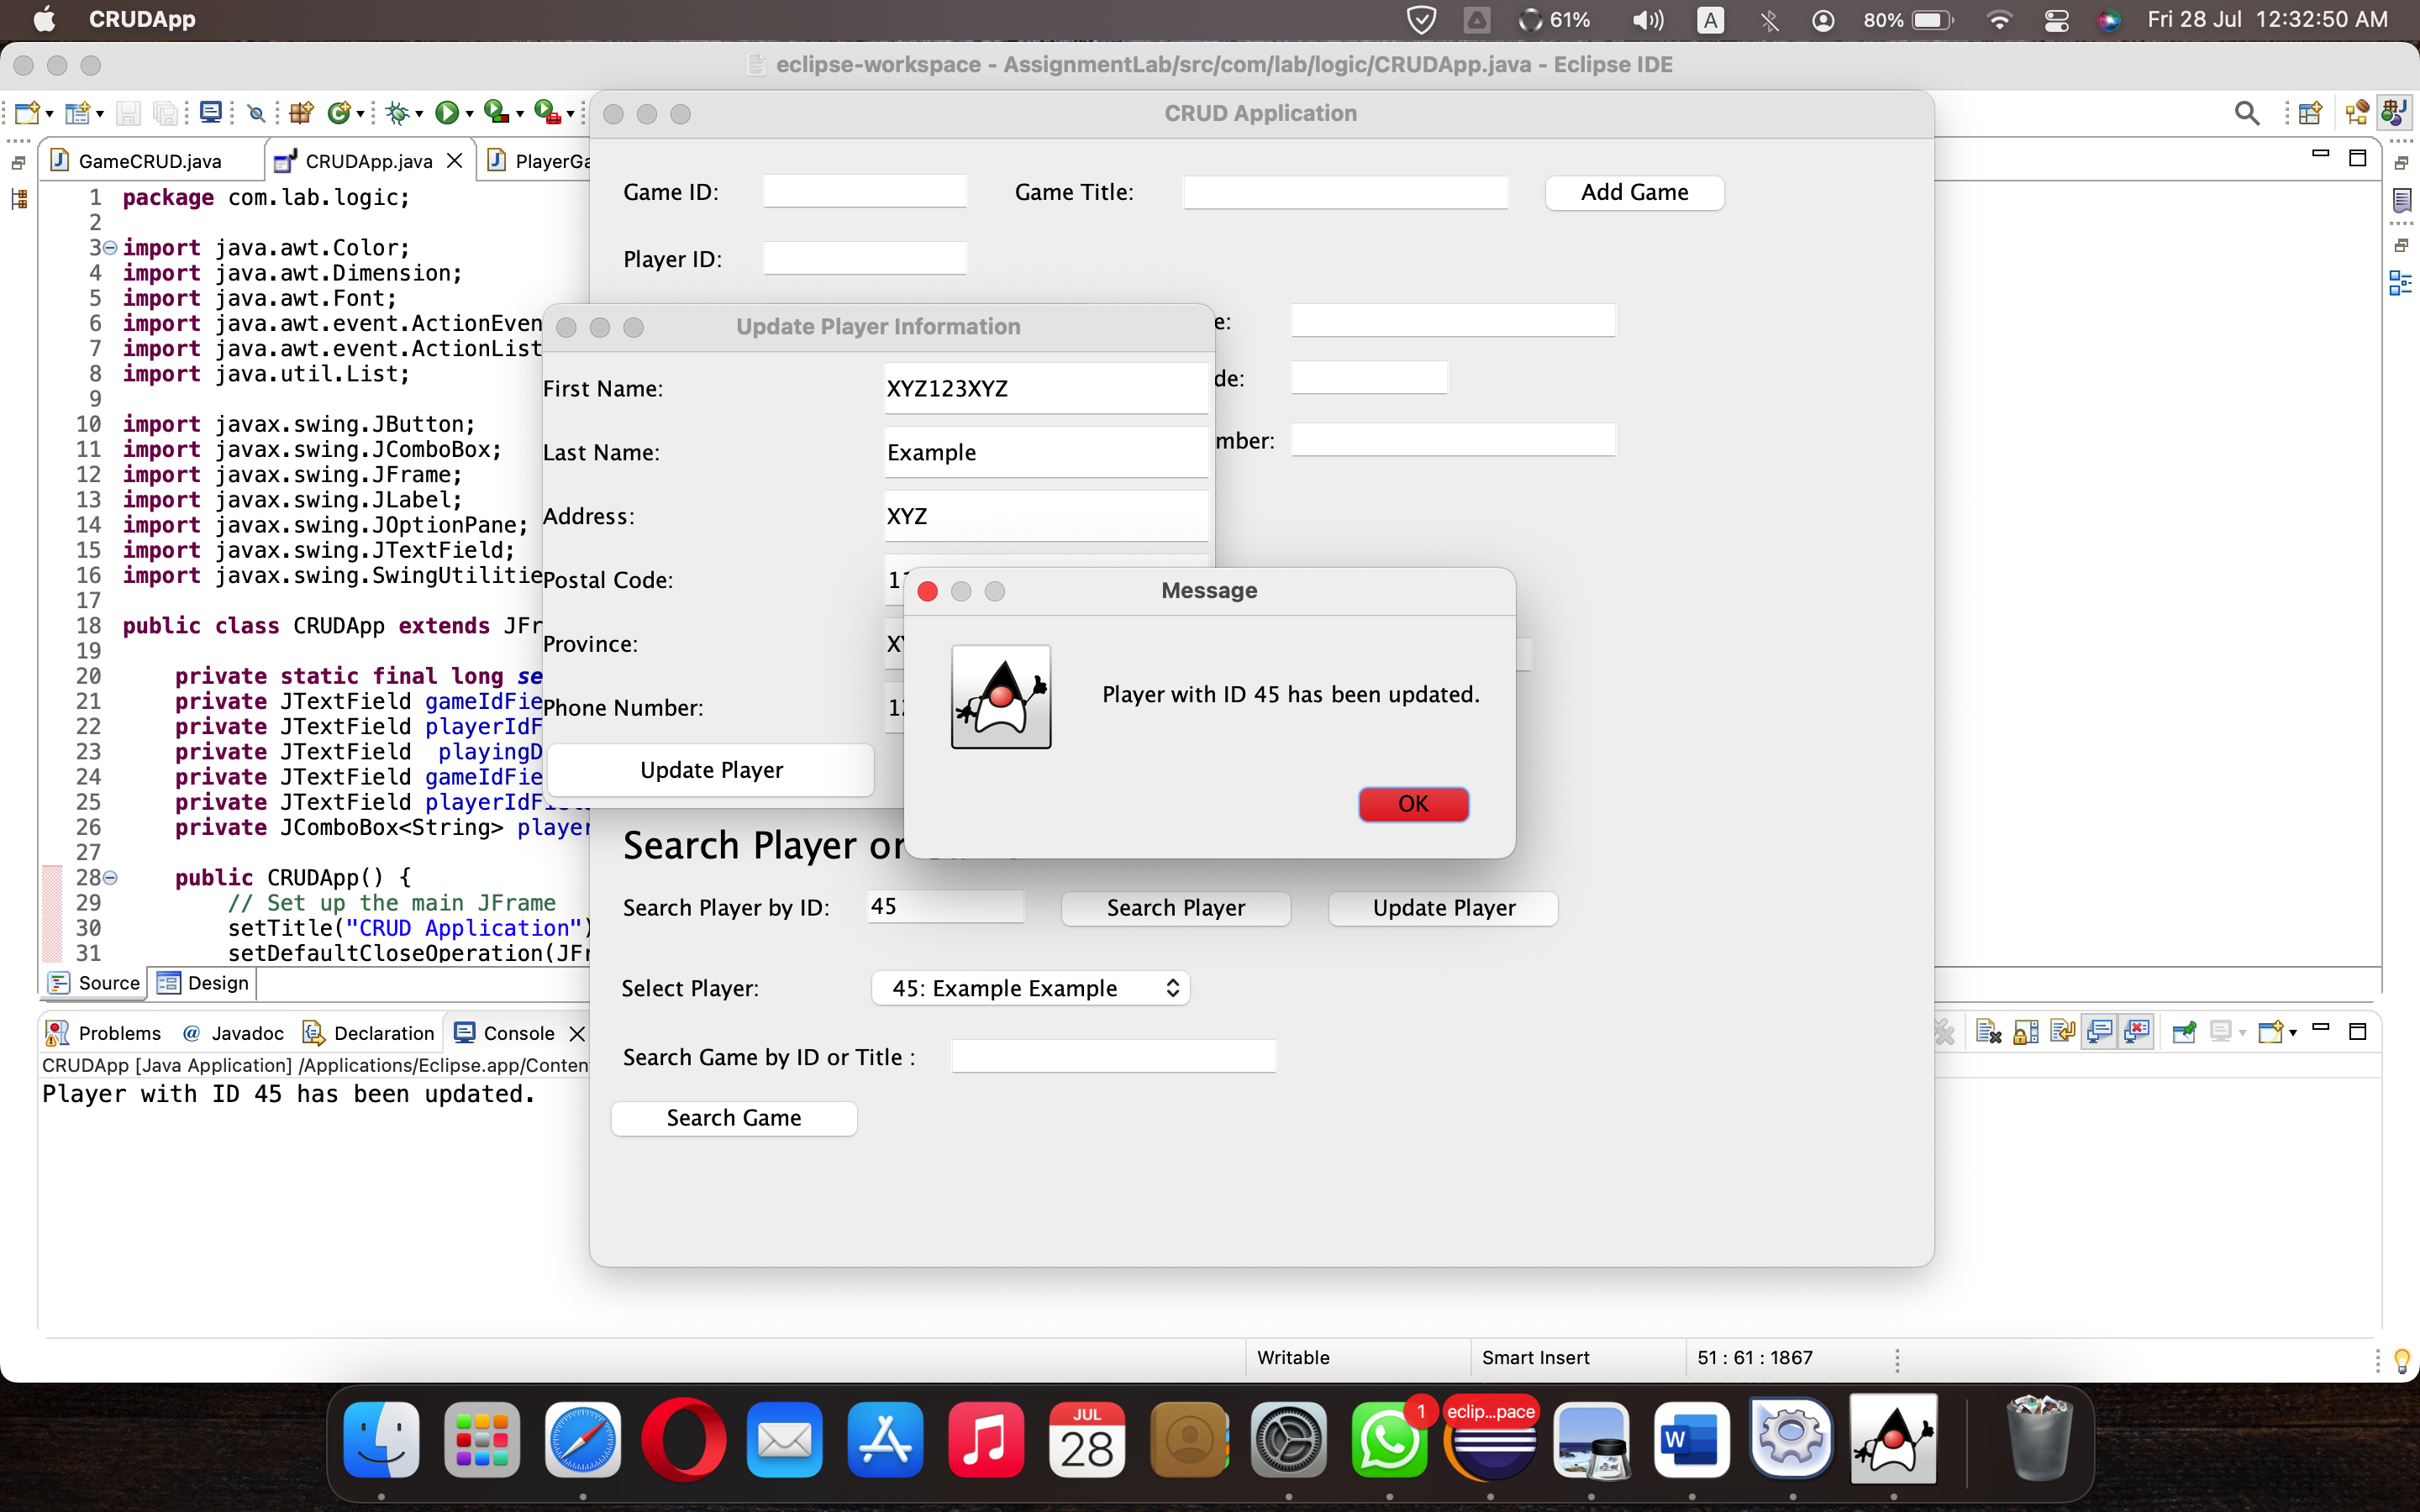 CRUDApp
61%
A
80%
Fri 28 Jul 12:32:50 AM
eclipse-workspace - AssignmentLab/src/com/lab/logic/CRUDApp.java - Eclipse IDE
CRUD Application
GameCRUD.java
CRUDApp.java
PlayerGa
1 package com.lab.logic;
2
3 import java.awt.Color;
4 import java.awt.Dimension;
5 import java.awt.Font;
6 import java.awt.event.ActionEven
7 import java.awt.event.ActionList
8 import java.util.List;
9
10 import javax.swing.JButton;
11 import javax.swing.JComboBox;
12 import javax.swing.JFrame;
13 import javax.swing.JLabel;
14 import javax.swing.JOptionPane;
15 import javax.swing.JTextField;
16 import javax.swing.SwingUtilitie
17
18 public class CRUDApp extends JFr
19
20 private static final long se
21 private JTextField gameIdFie
22 private JTextField playerIdF
23 private JTextField playingD
24 private JTextField gameIdFie
25 private JTextField playerIdField
26 private JComboBox<String> player
27
28 public CRUDApp() {
29 // Set up the main JFrame
30 setTitle("CRUD Application")
31 setDefaultCloseOperation(JFr
Source
Design
Game ID:
Game Title:
Add Game
Player ID:
e:
de:
mber:
Update Player Information
First Name:
XYZ123XYZ
Last Name:
Example
Address:
XYZ
Postal Code:
11
Province:
XY
Phone Number:
12
Update Player
Message
Player with ID 45 has been updated.
OK
Search Player or
Search Player by ID:
45
Search Player
Update Player
Select Player:
45: Example Example
Search Game by ID or Title :
Search Game
Problems
@ Javadoc
Declaration
Console
CRUDApp [Java Application] /Applications/Eclipse.app/Conten
Player with ID 45 has been updated.
Writable
Smart Insert
51 : 61 : 1867
JUL
28
1
eclip...pace
W